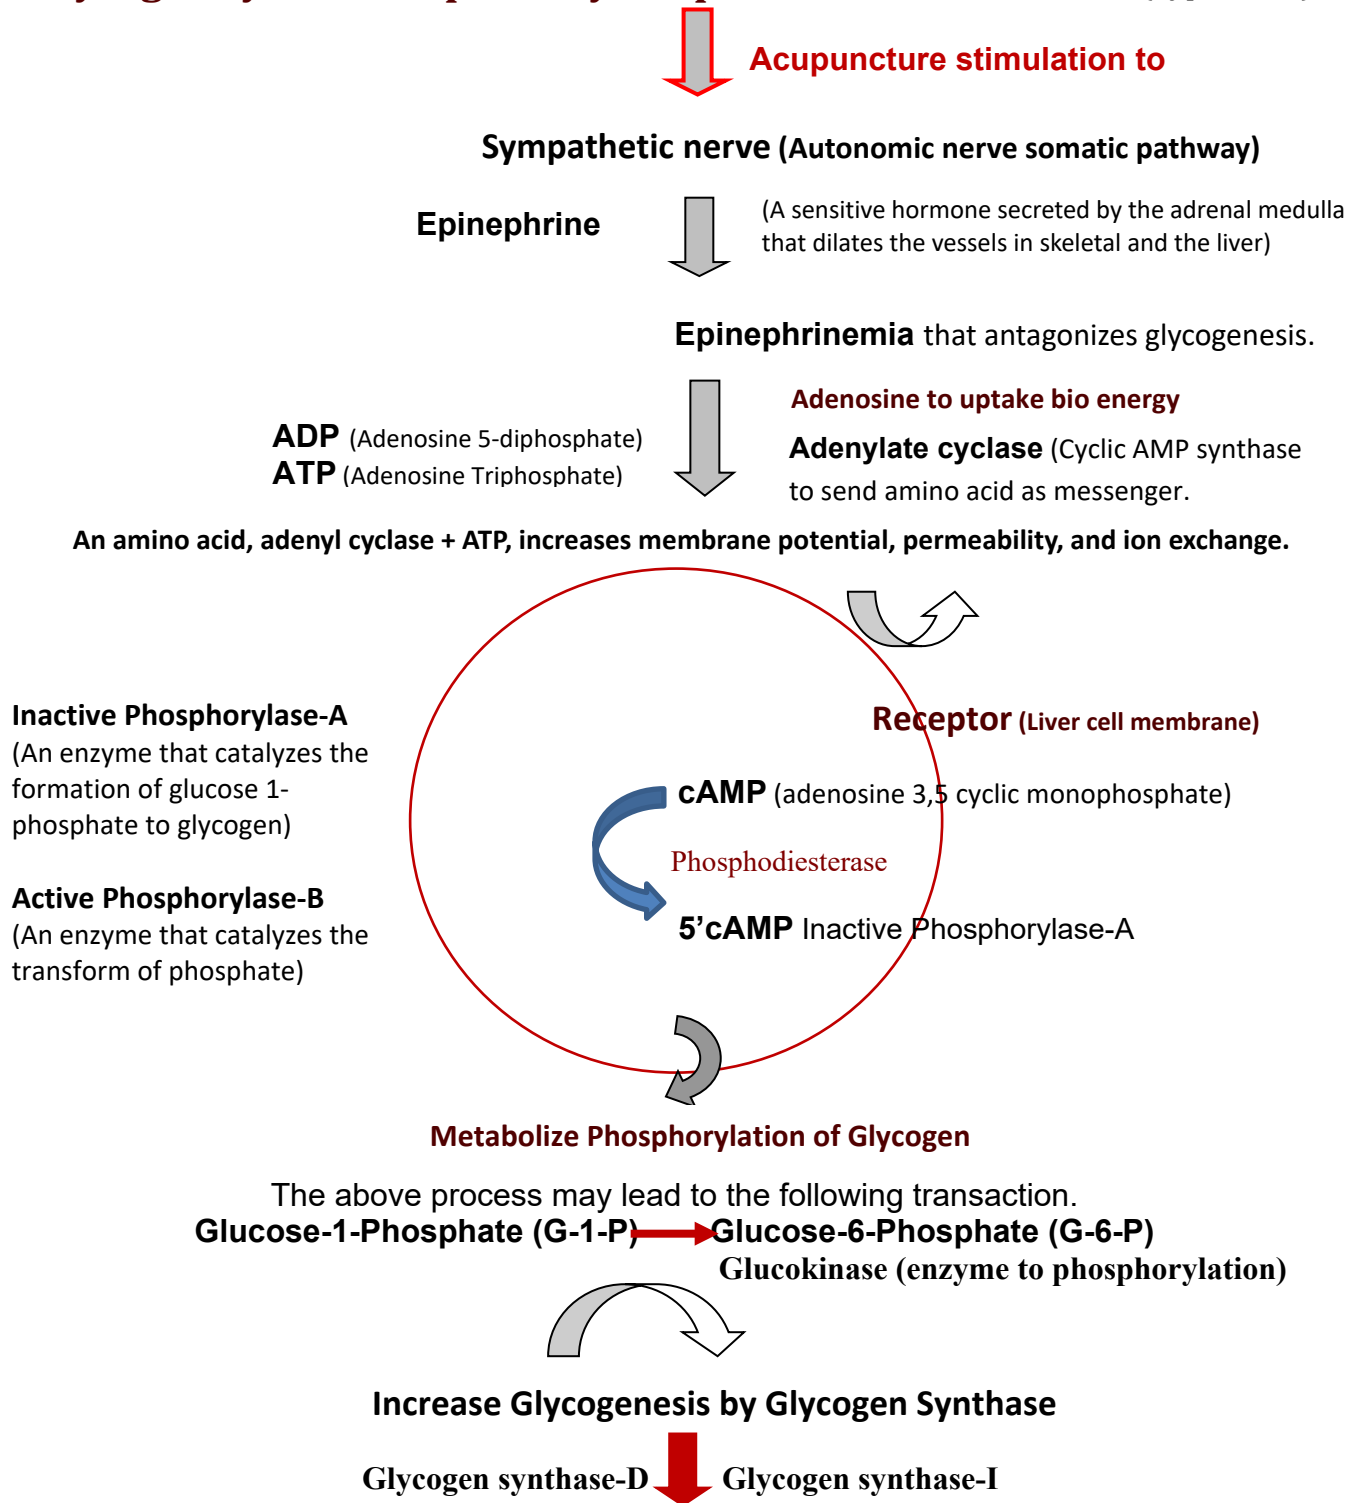 Acupuncture stimulation to
Sympathetic nerve (Autonomic nerve somatic pathway)
Epinephrine
(A sensitive hormone secreted by the adrenal medulla
that dilates the vessels in skeletal and the liver)
Epinephrinemia that antagonizes glycogenesis.
Adenosine to uptake bio energy
ADP (Adenosine 5-diphosphate)
ATP (Adenosine Triphosphate)
Adenylate cyclase (Cyclic AMP synthase
to send amino acid as messenger.
An amino acid, adenyl cyclase + ATP, increases membrane potential, permeability, and ion exchange.
Inactive Phosphorylase-A
(An enzyme that catalyzes the
formation of glucose 1-
phosphate to glycogen)
Active Phosphorylase-B
(An enzyme that catalyzes the
transform of phosphate)
Receptor (Liver cell membrane)
cAMP (adenosine 3,5 cyclic monophosphate)
Phosphodiesterase
5’cAMP Inactive Phosphorylase-A
Metabolize Phosphorylation of Glycogen
The above process may lead to the following transaction.
Glucose-1-Phosphate (G-1-P) Glucose-6-Phosphate (G-6-P)
Glucokinase (enzyme to phosphorylation)
Increase Glycogenesis by Glycogen Synthase
Glycogen synthase-D Glycogen synthase-I